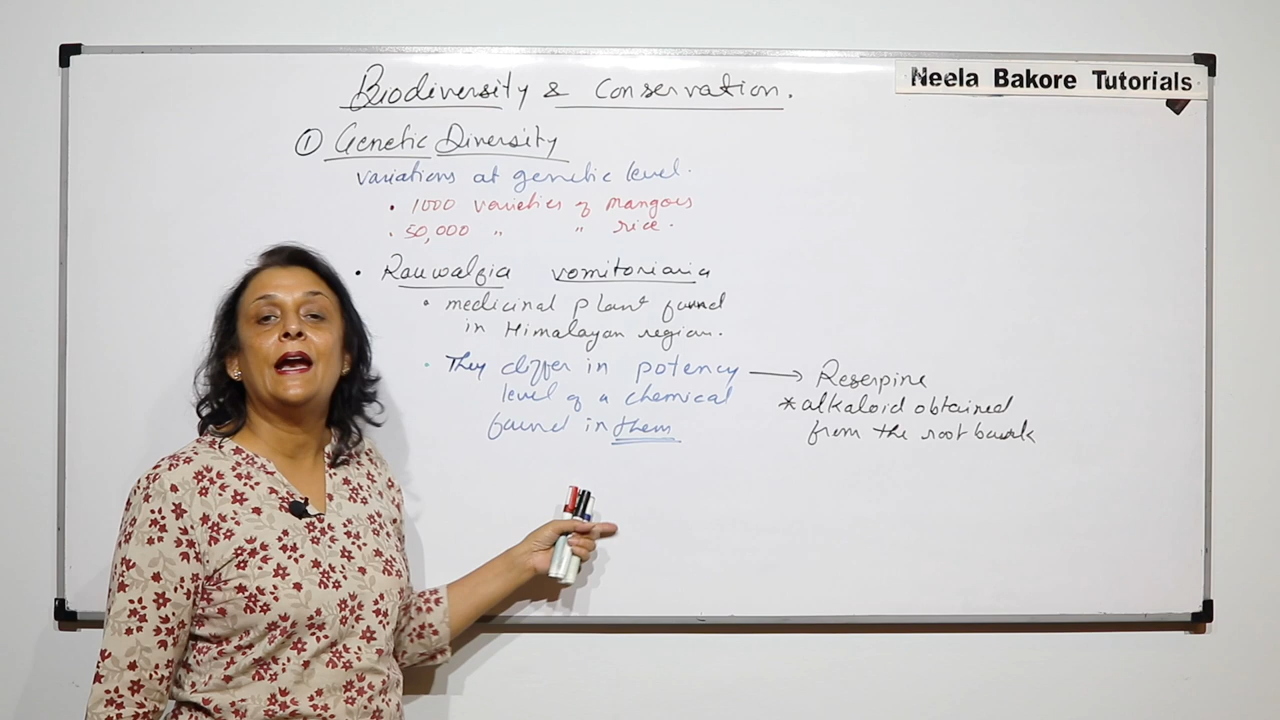 Neela Bakore Tutorials
Biodiversity & Conservation.
① Genetic Diversity
variations at genetic level.
• 1000 varieties of mangoes
• 50,000 " " rice.
• Rauwalfia vomitoriaria
• medicinal plant found
in Himalayan region.
• They differ in potency → Reserpine
level of a chemical
found in them
* alkaloid obtained
from the root bark